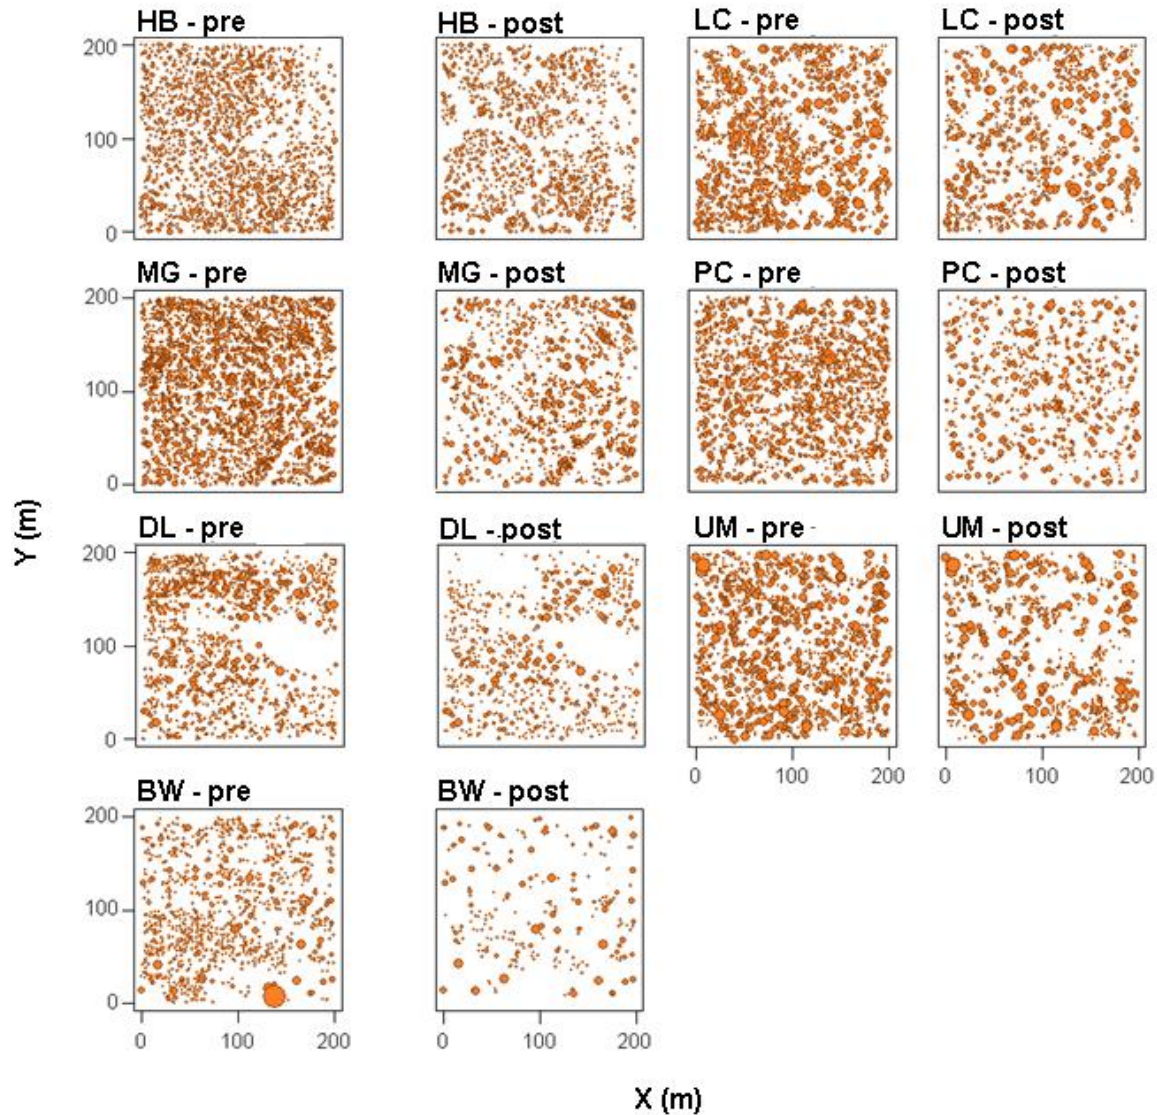 HB - pre HB - post LC - pre LC - post
200
100
0
MG - pre MG - post PC - pre PC - post
200
100
0
DL - pre DL - post UM - pre UM - post
200
100
0
0 100 200 0 100 200
BW - pre BW - post
200
100
0
0 100 200 0 100 200
Y (m)
X (m)